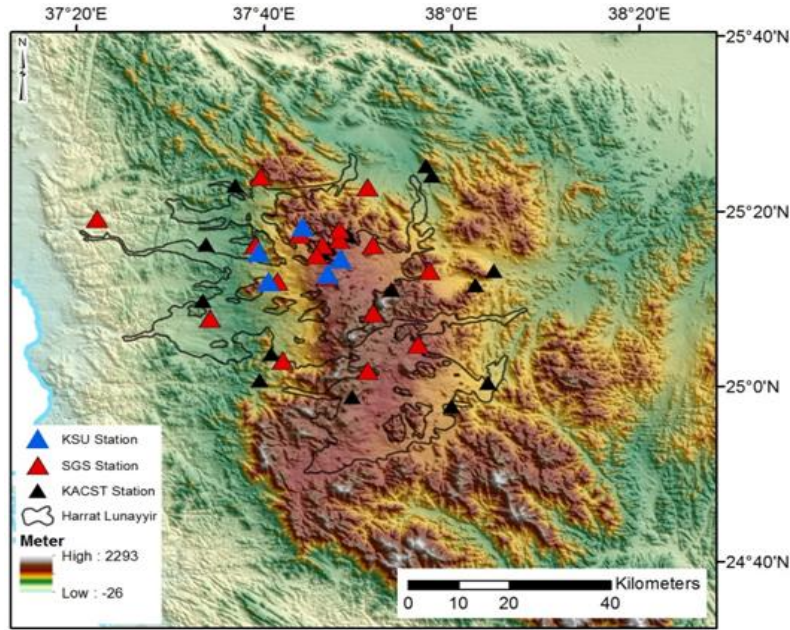 37°20'E 37°40'E 38°0'E 38°20'E
N
25°40'N
25°20'N
25°0'N
24°40'N
KSU Station
SGS Station
KACST Station
Harrat Lunayyir
Meter
High : 2293
Low : -26
Kilometers
0 10 20 40